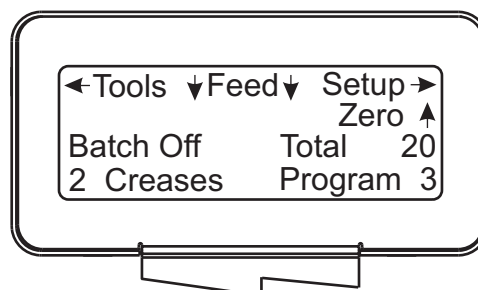 ←Tools ↓Feed↓ Setup→
Zero ↑
Batch Off Total 20
2 Creases Program 3